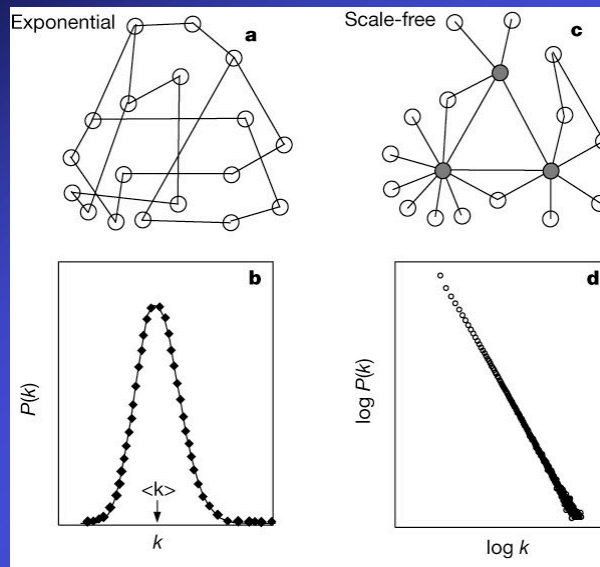 Exponential
a
Scale-free
c
b
P(k)
<k>
k
d
log P(k)
log k